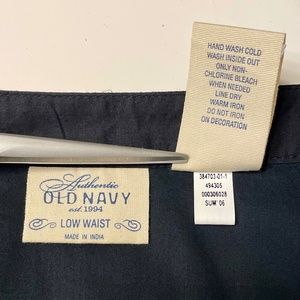 HAND WASH COLD
WASH INSIDE OUT
ONLY NON-
CHLORINE BLEACH
WHEN NEEDED
LINE DRY
WARM IRON
DO NOT IRON
ON DECORATION
384703-01-1
494305
000306028
SUM' 06
Authentic
OLD NAVY
est. 1994
LOW WAIST
MADE IN INDIA